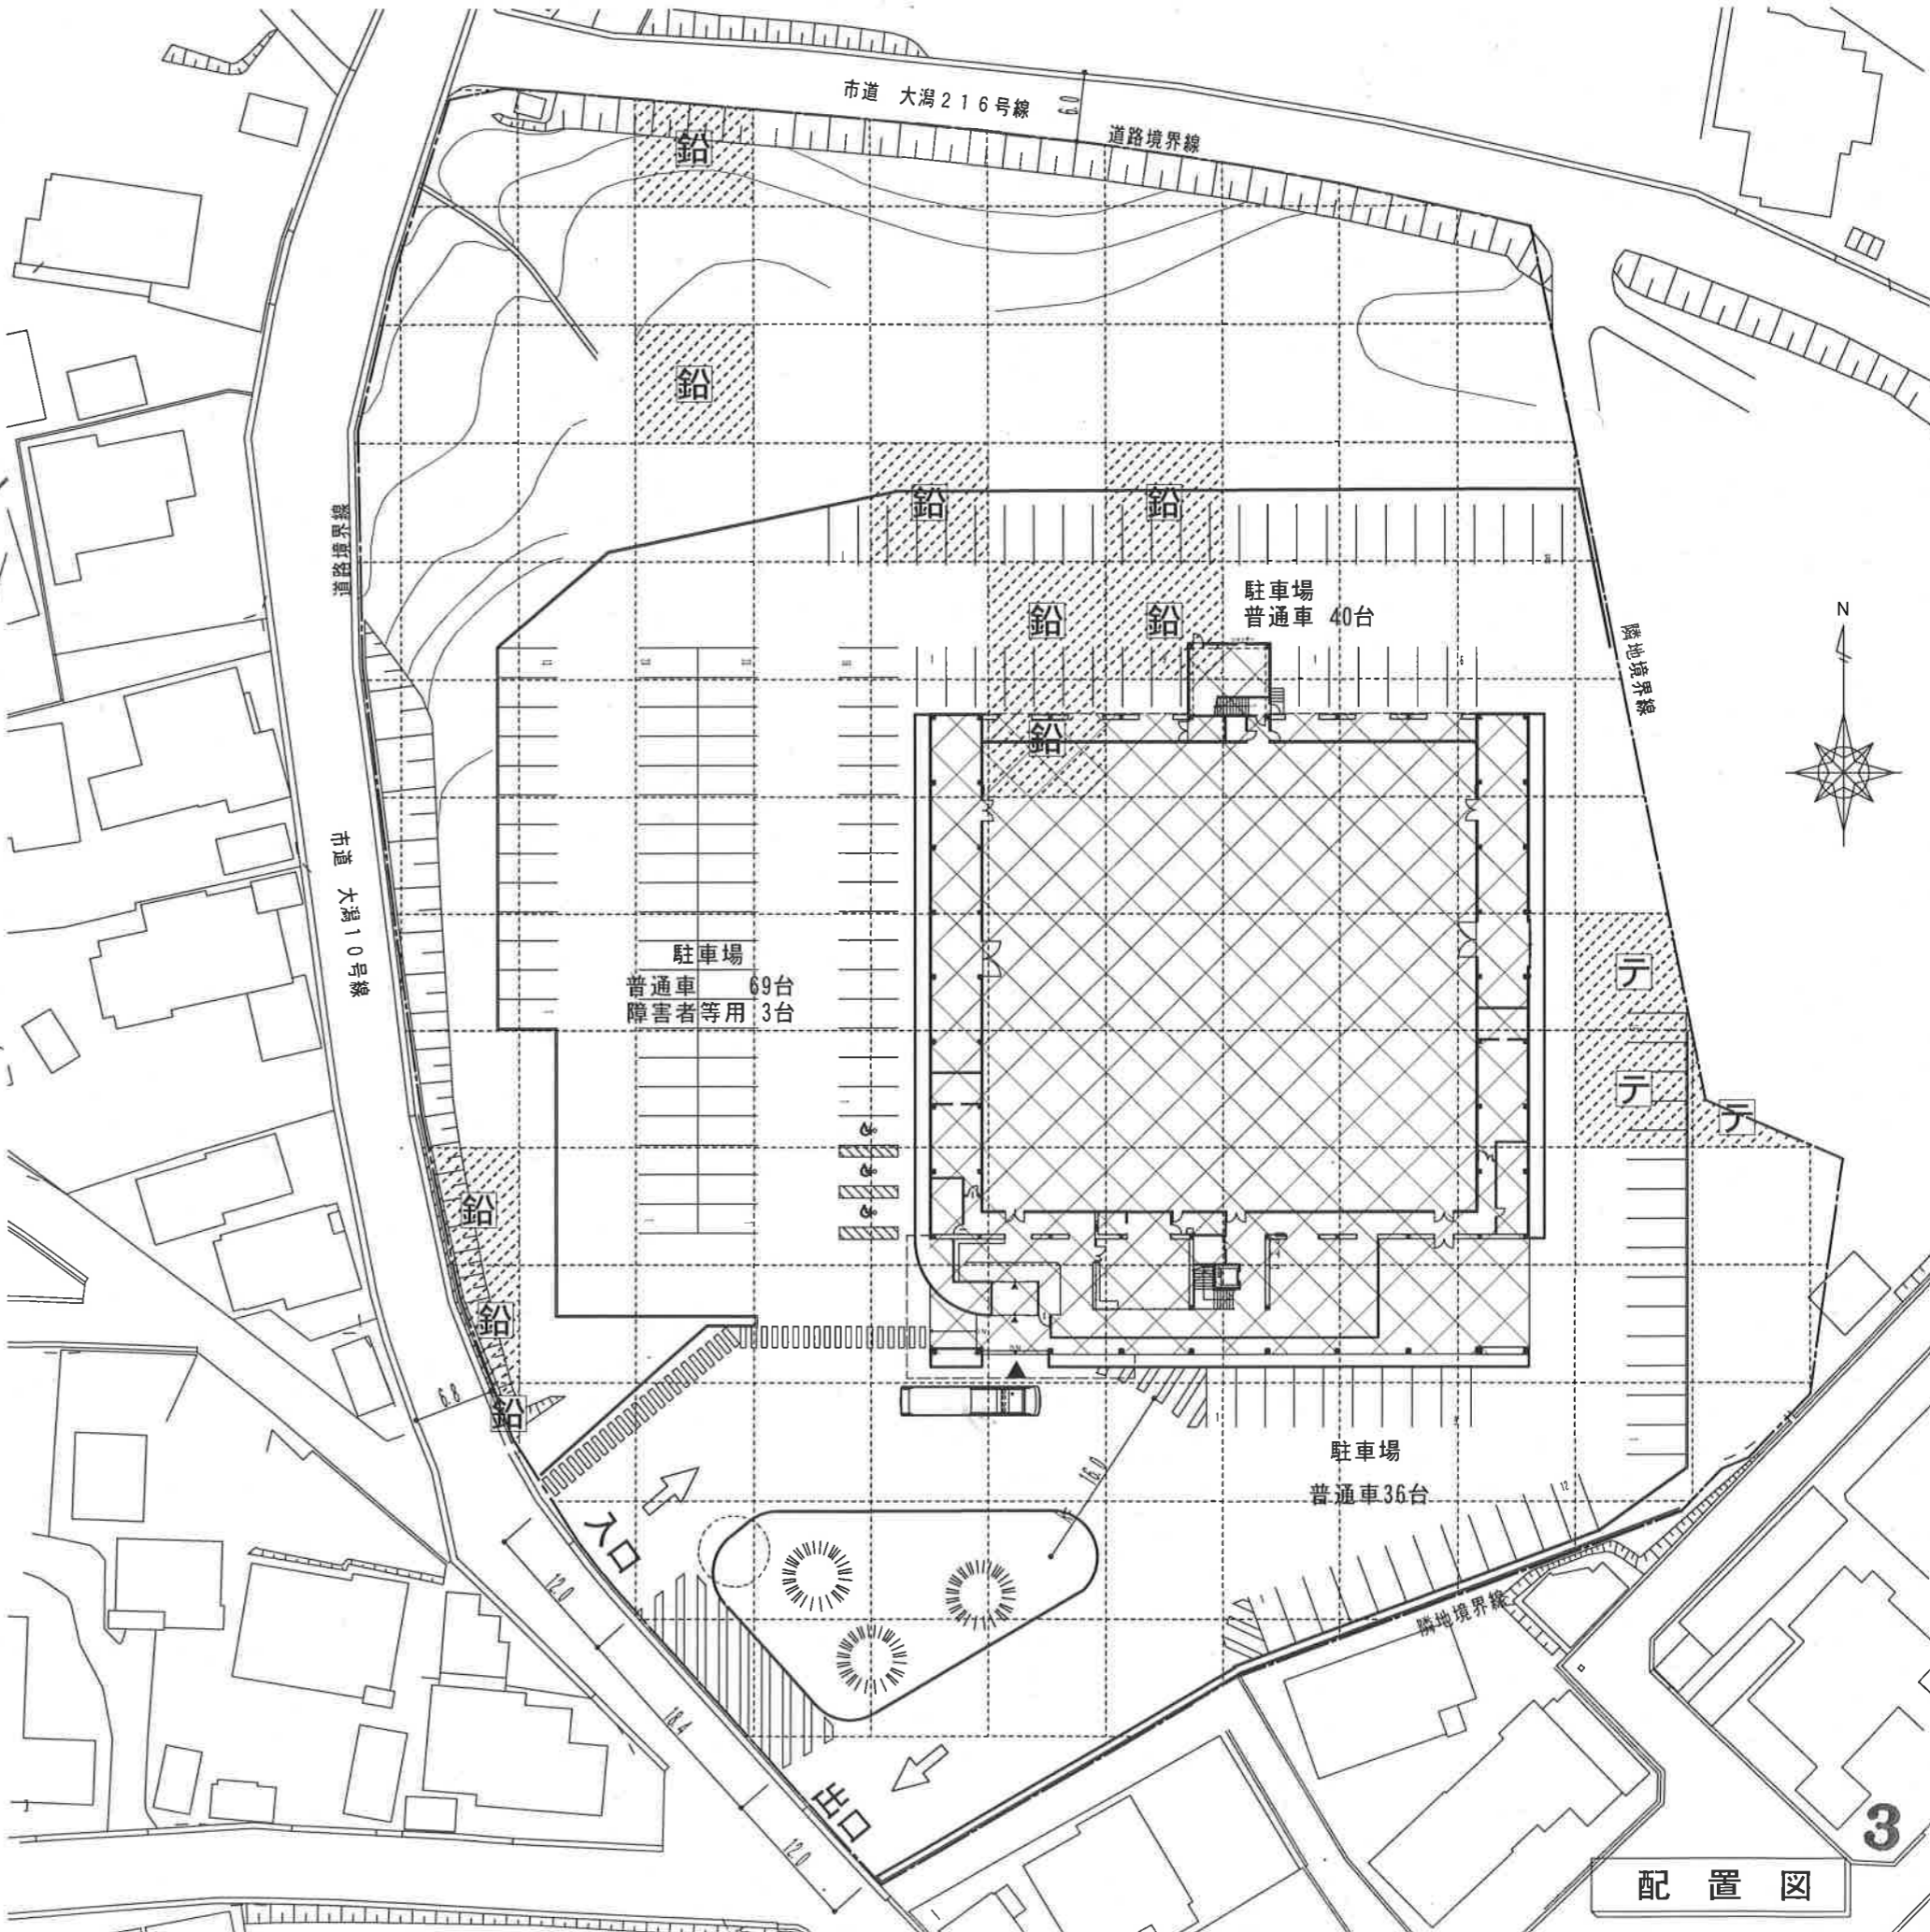 市道 大潟216号線
6.0
道路境界線
鉛
鉛
鉛
鉛
道路境界線
駐車場
普通車 40台
鉛
鉛
N
隣地境界線
鉛
市道 大潟10号線
駐車場
普通車 69台
障害者等用 3台
テ
テ
テ
鉛
鉛
6.8
鉛
駐車場
16.0
普通車36台
12
入口
12.0
隣地境界線
18.4
出口
12.0
3
配置図